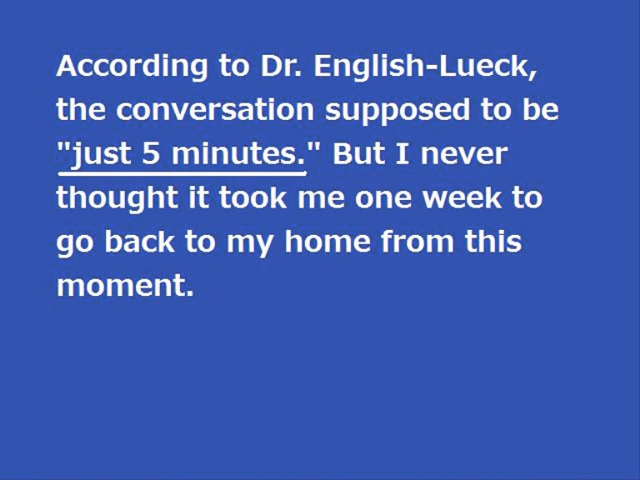 According to Dr. English-Lueck,
the conversation supposed to be
"just 5 minutes." But I never
thought it took me one week to
go back to my home from this
moment.